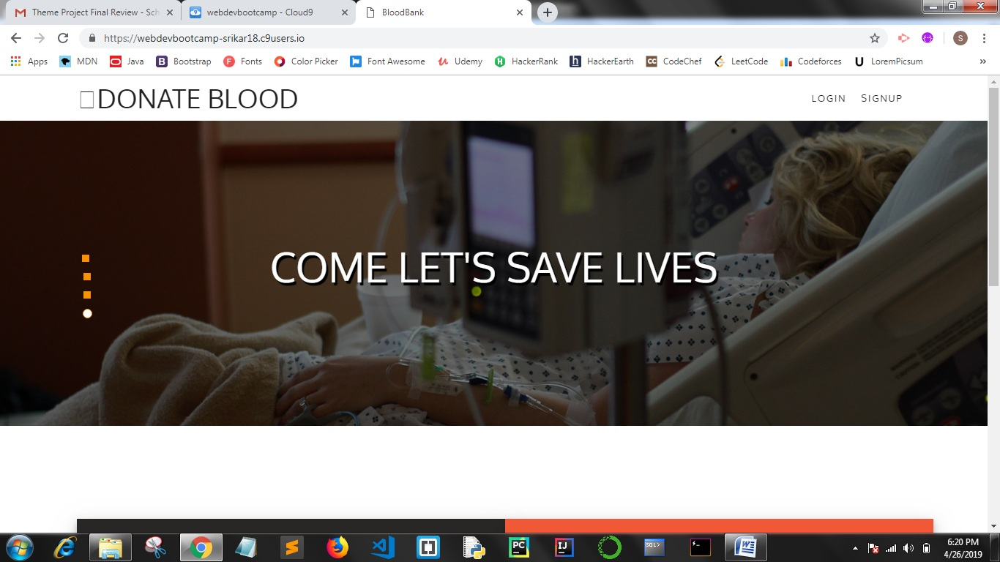 Theme Project Final Review - Sch
webdevbootcamp - Cloud9
BloodBank
https://webdevbootcamp-srikar18.c9users.io
S
Apps MDN Java Bootstrap Fonts Color Picker Font Awesome Udemy HackerRank HackerEarth CodeChef LeetCode Codeforces LoremPicsum »
DONATE BLOOD
LOGIN SIGNUP
COME LET'S SAVE LIVES
6:20 PM
4/26/2019